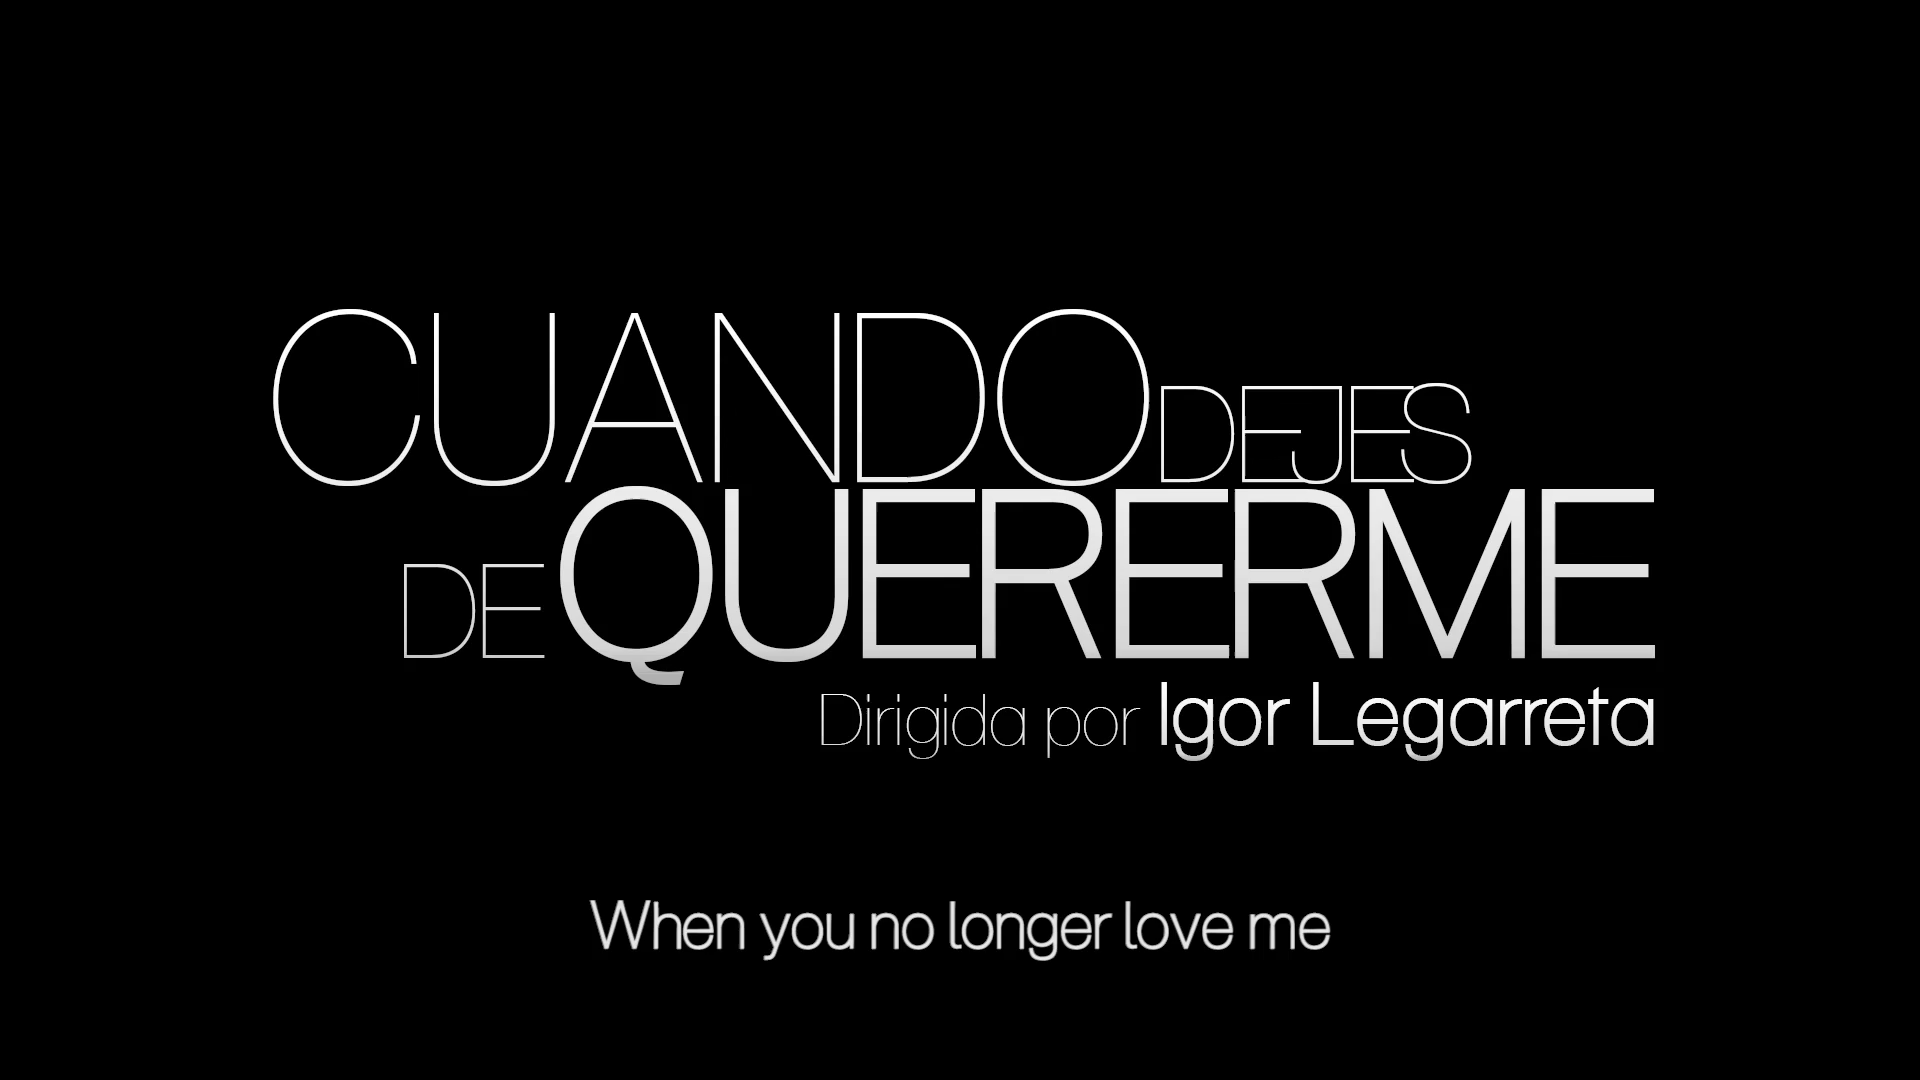 CUANDO DEJES
DE QUERERME
Dirigida por Igor Legarreta
When you no longer love me